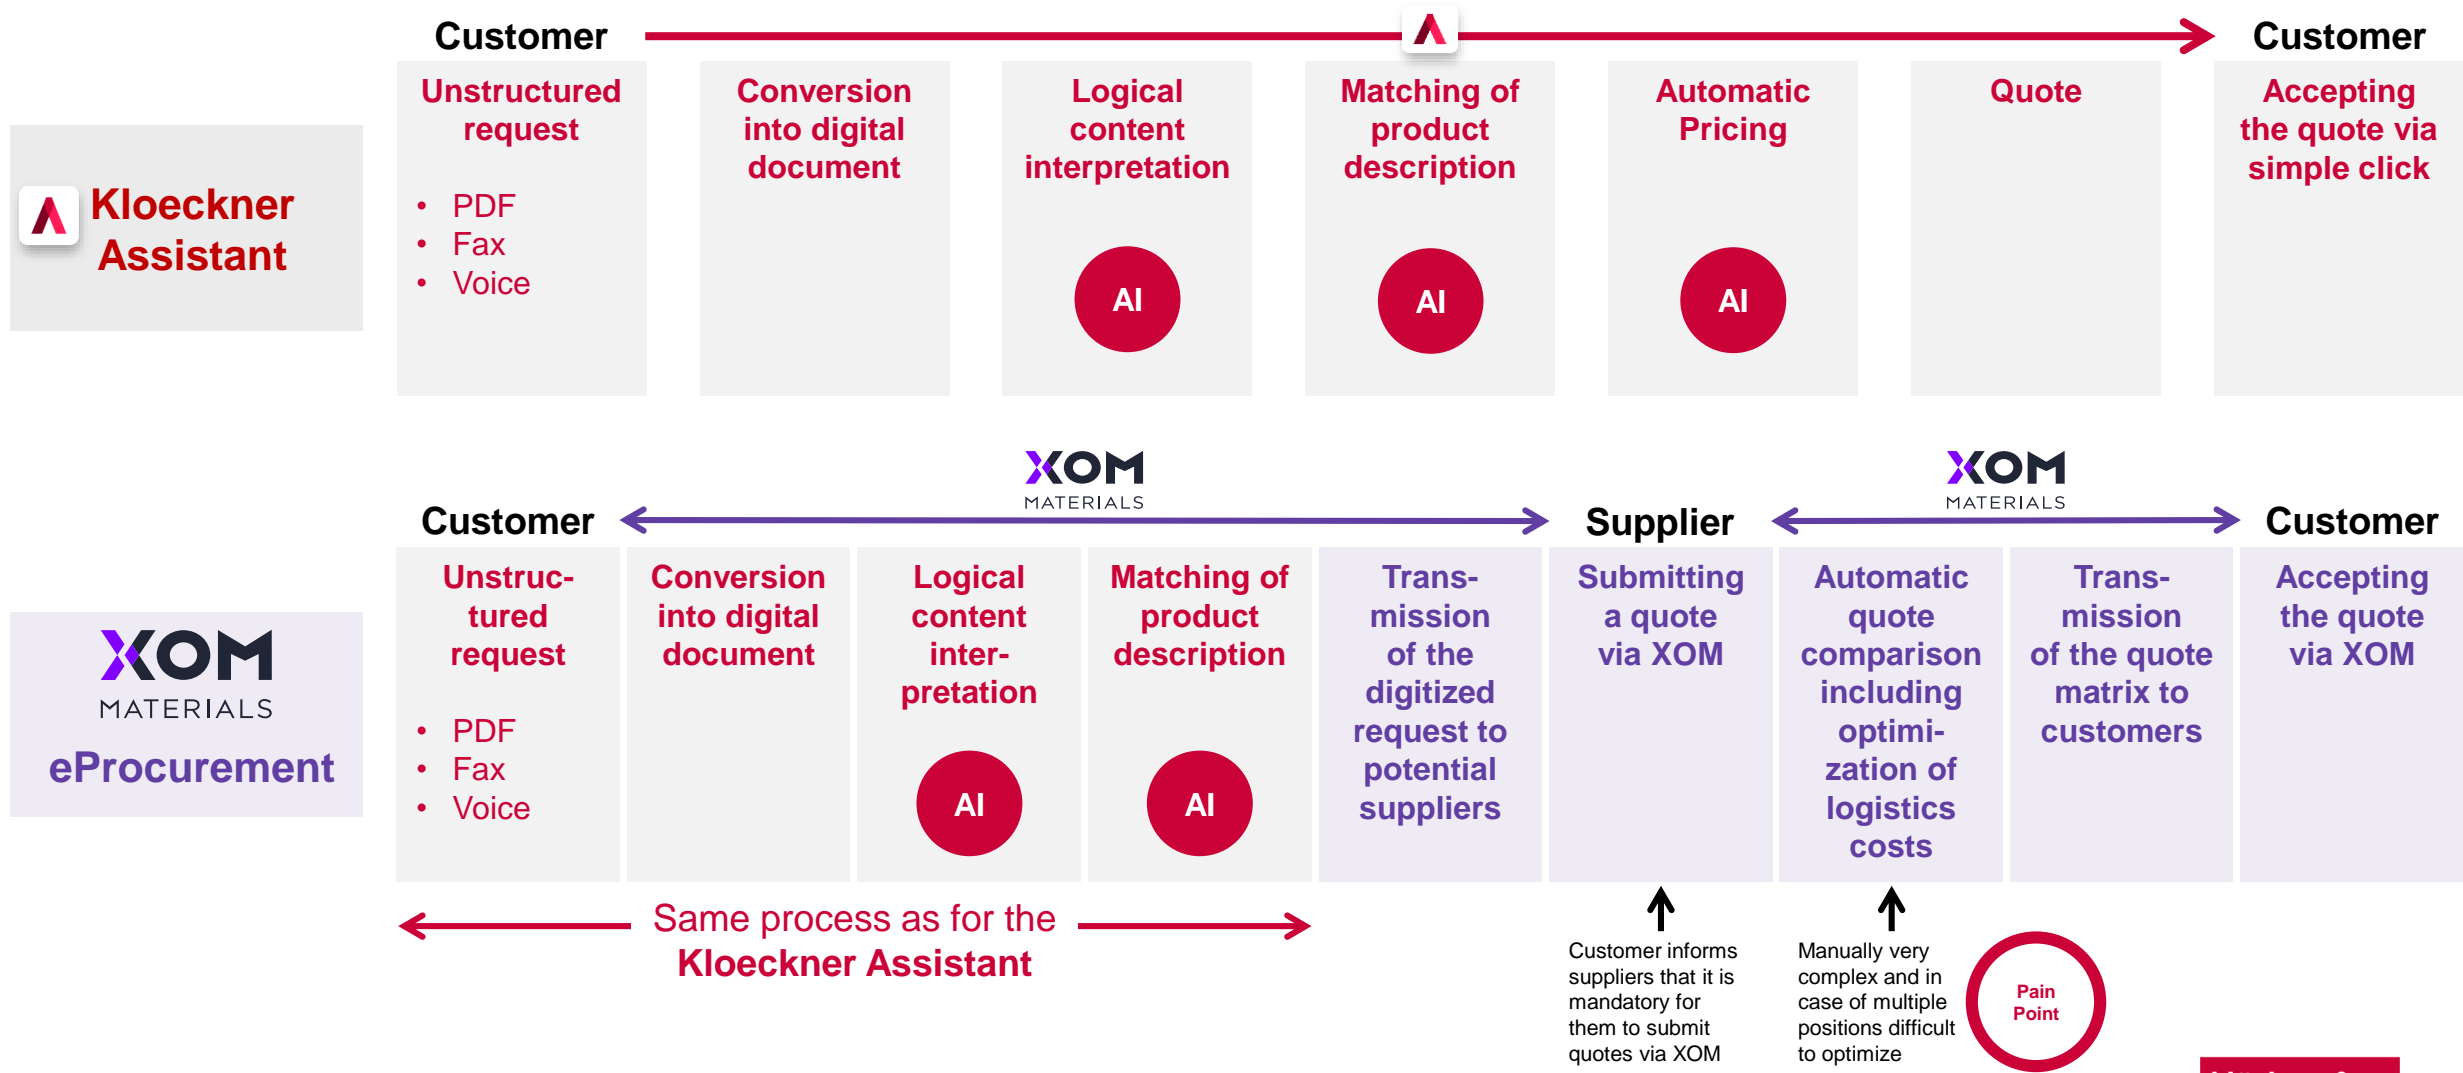 Customer
Customer
Unstructured
request
• PDF
• Fax
• Voice
Conversion
into digital
document
Logical
content
interpretation
AI
Matching of
product
description
AI
Automatic
Pricing
AI
Quote
Accepting
the quote via
simple click
Kloeckner
Assistant
XOM
MATERIALS
XOM
MATERIALS
Customer
Supplier
Customer
XOM
MATERIALS
eProcurement
Unstruc-
tured
request
• PDF
• Fax
• Voice
Conversion
into digital
document
Logical
content
inter-
pretation
AI
Matching of
product
description
AI
Trans-
mission
of the
digitized
request to
potential
suppliers
Submitting
a quote
via XOM
Automatic
quote
comparison
including
optimi-
zation of
logistics
costs
Trans-
mission
of the quote
matrix to
customers
Accepting
the quote
via XOM
Same process as for the
Kloeckner Assistant
Customer informs
suppliers that it is
mandatory for
them to submit
quotes via XOM
Manually very
complex and in
case of multiple
positions difficult
to optimize
Pain
Point